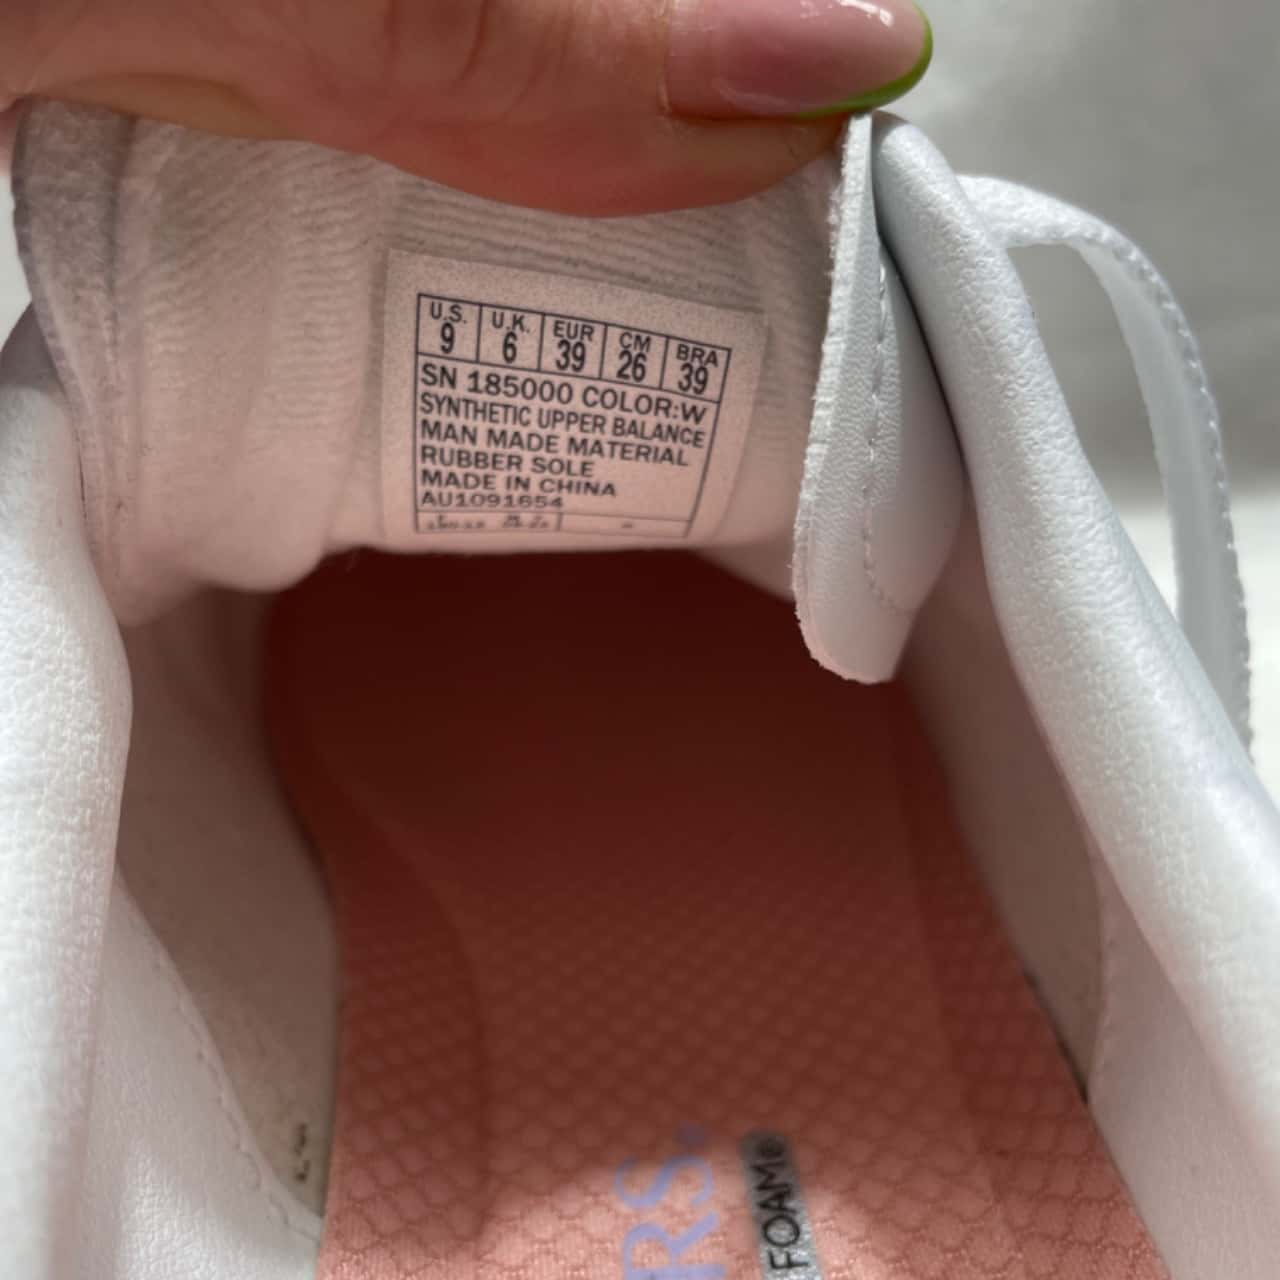 U.S. U.K. EUR CM BRA
9 6 39 26 39
SN 185000 COLOR:W
SYNTHETIC UPPER BALANCE
MAN MADE MATERIAL
RUBBER SOLE
MADE IN CHINA
AU1091654
RS
FOAM®